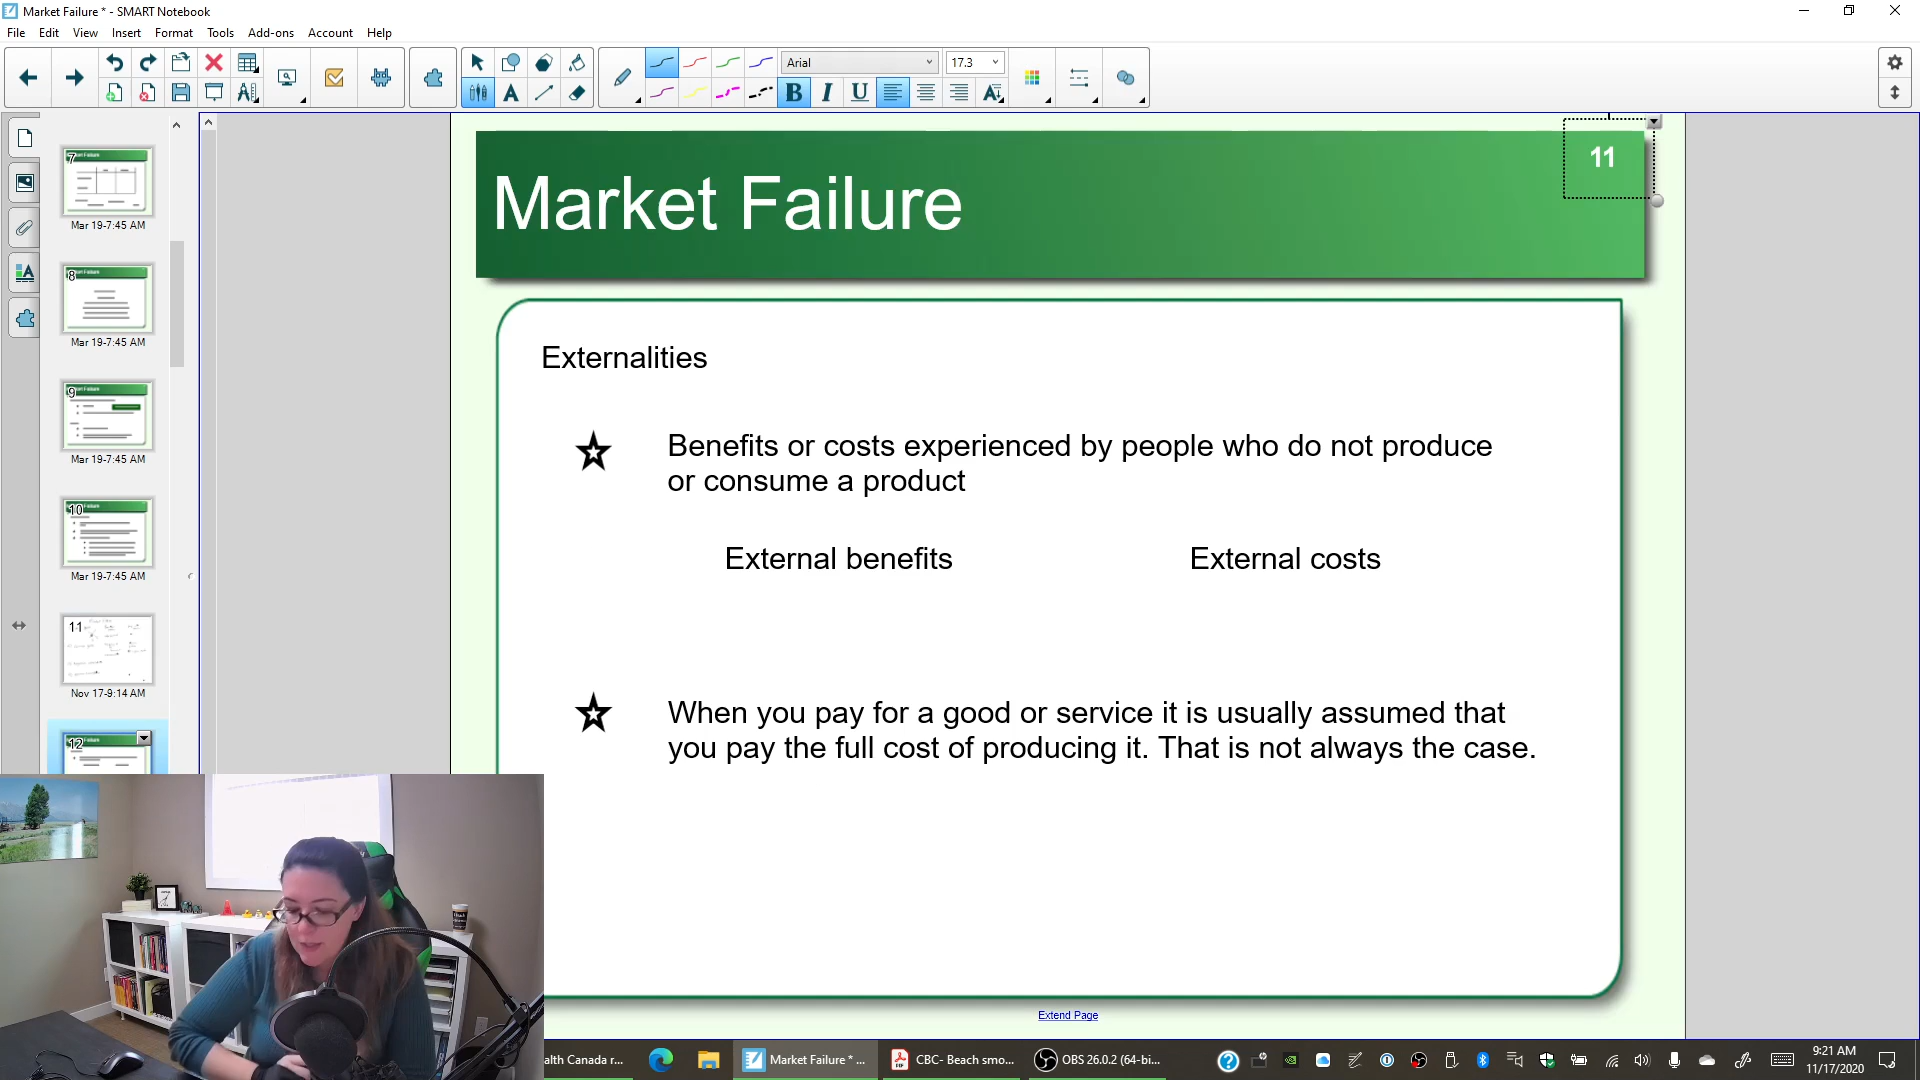 Market Failure * - SMART Notebook
File Edit View Insert Format Tools Add-ons Account Help
Arial 17.3
7
Mar 19-7:45 AM
8
Mar 19-7:45 AM
9
Mar 19-7:45 AM
10
Mar 19-7:45 AM
11
Nov 17-9:14 AM
12
Market Failure
11
Externalities
Benefits or costs experienced by people who do not produce
or consume a product
External benefits External costs
When you pay for a good or service it is usually assumed that
you pay the full cost of producing it. That is not always the case.
Extend Page
alth Canada r... Market Failure * ... CBC- Beach smo... OBS 26.0.2 (64-bi...
9:21 AM
11/17/2020